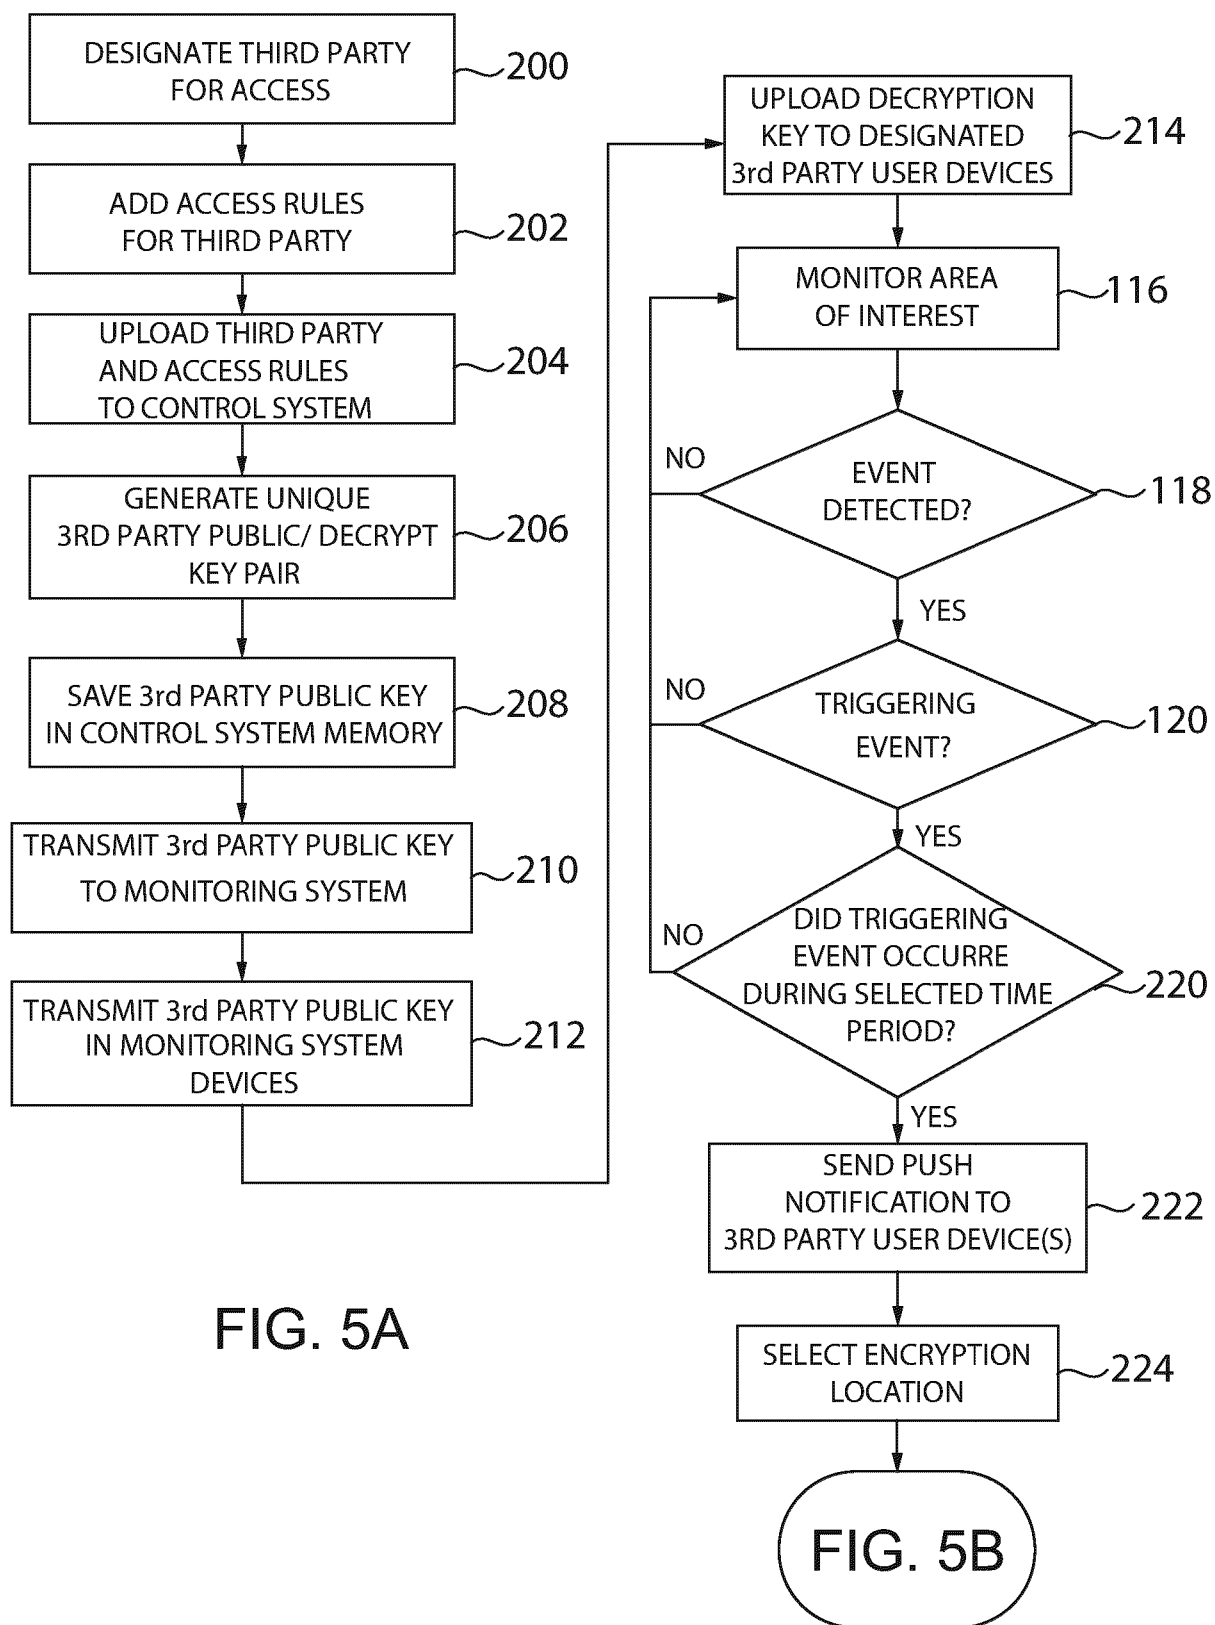 DESIGNATE THIRD PARTY
FOR ACCESS
200
ADD ACCESS RULES
FOR THIRD PARTY
202
UPLOAD THIRD PARTY
AND ACCESS RULES
TO CONTROL SYSTEM
204
GENERATE UNIQUE
3RD PARTY PUBLIC/ DECRYPT
KEY PAIR
206
SAVE 3rd PARTY PUBLIC KEY
IN CONTROL SYSTEM MEMORY
208
TRANSMIT 3rd PARTY PUBLIC KEY
TO MONITORING SYSTEM
210
TRANSMIT 3rd PARTY PUBLIC KEY
IN MONITORING SYSTEM
DEVICES
212
FIG. 5A
UPLOAD DECRYPTION
KEY TO DESIGNATED
3rd PARTY USER DEVICES
214
MONITOR AREA
OF INTEREST
116
NO
EVENT
DETECTED?
118
YES
NO
TRIGGERING
EVENT?
120
YES
NO
DID TRIGGERING
EVENT OCCURRE
DURING SELECTED TIME
PERIOD?
220
YES
SEND PUSH
NOTIFICATION TO
3RD PARTY USER DEVICE(S)
222
SELECT ENCRYPTION
LOCATION
224
FIG. 5B